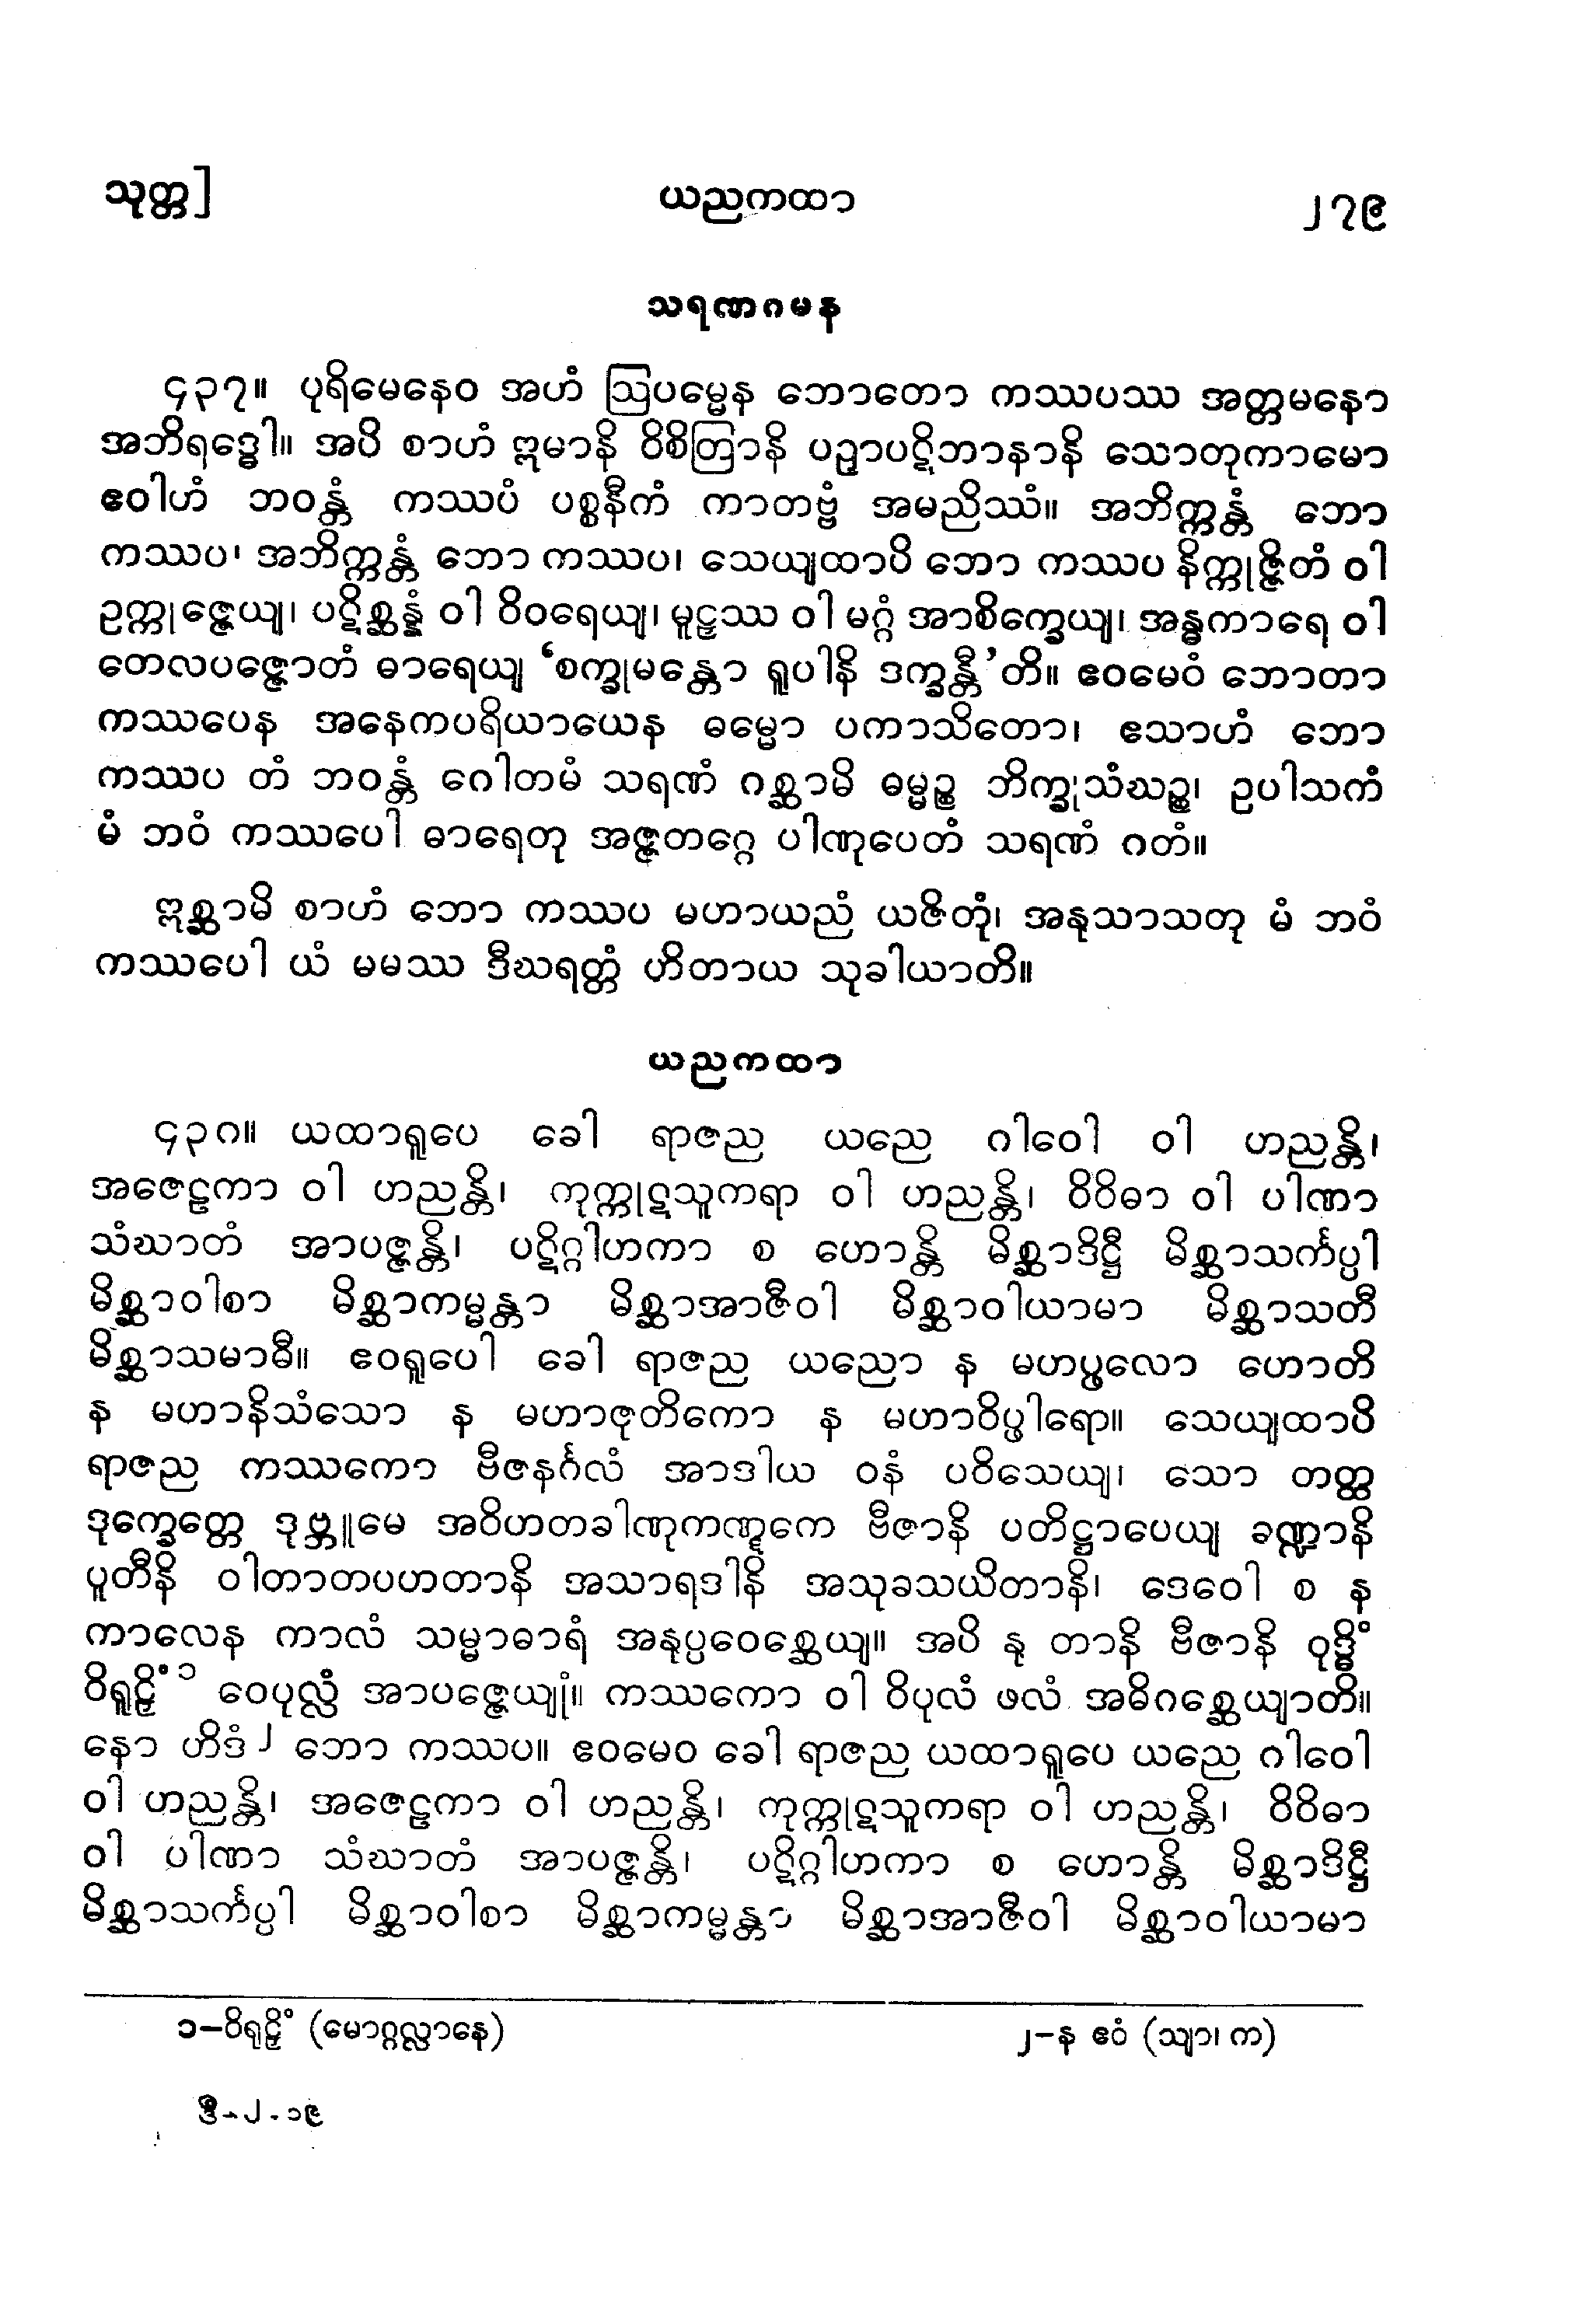 သုတ္တ]
ယညကထာ
၂၇၉
သရဏဂမန
၄၃၇။ ပုရိမေနေဝ အဟံ ဩပမ္မေန ဘောတော ကဿပဿ အတ္တမနော
အဘိရဒ္ဓေါ။ အပိ စာဟံ ဣမာနိ ဝိစိတြာနိ ပဉှာပဋိဘာနာနိ သောတုကာမော
ဧဝါဟံ ဘဝန္တံ ကဿပံ ပစ္စနီကံ ကာတဗ္ဗံ အမညိဿံ။ အဘိက္ကန္တံ ဘော
ကဿပ၊ အဘိက္ကန္တံ ဘော ကဿပ၊ သေယျထာပိ ဘော ကဿပ နိက္ကုဇ္ဇိတံ ဝါ
ဥက္ကုဇ္ဇေယျ၊ ပဋိစ္ဆန္နံ ဝါ ဝိဝရေယျ၊ မူဠှဿ ဝါ မဂ္ဂံ အာစိက္ခေယျ၊ အန္ဓကာရေ ဝါ
တေလပဇ္ဇောတံ ဓာရေယျ ‘စက္ခုမန္တော ရူပါနိ ဒက္ခန္တီ’တိ။ ဧဝမေဝံ ဘောတာ
ကဿပေန အနေကပရိယာယေန ဓမ္မော ပကာသိတော၊ ဧသာဟံ ဘော
ကဿပ တံ ဘဝန္တံ ဂေါတမံ သရဏံ ဂစ္ဆာမိ ဓမ္မဉ္စ ဘိက္ခုသံဃဉ္စ၊ ဥပါသကံ
မံ ဘဝံ ကဿပေါ ဓာရေတု အဇ္ဇတဂ္ဂေ ပါဏုပေတံ သရဏံ ဂတံ။
ဣစ္ဆာမိ စာဟံ ဘော ကဿပ မဟာယညံ ယဇိတုံ၊ အနုသာသတု မံ ဘဝံ
ကဿပေါ ယံ မမဿ ဒီဃရတ္တံ ဟိတာယ သုခါယာတိ။
ယညကထာ
၄၃၈။ ယထာရူပေ ခေါ ရာဇည ယညေ ဂါဝေါ ဝါ ဟညန္တိ၊
အဇေဠကာ ဝါ ဟညန္တိ၊ ကုက္ကုဋသူကရာ ဝါ ဟညန္တိ၊ ဝိဝိဓာ ဝါ ပါဏာ
သံဃာတံ အာပဇ္ဇန္တိ၊ ပဋိဂ္ဂါဟကာ စ ဟောန္တိ မိစ္ဆာဒိဋ္ဌီ မိစ္ဆာသင်္ကပ္ပါ
မိစ္ဆာဝါစာ မိစ္ဆာကမ္မန္တာ မိစ္ဆာအာဇီဝါ မိစ္ဆာဝါယာမာ မိစ္ဆာသတီ
မိစ္ဆာသမာဓီ။ ဧဝရူပေါ ခေါ ရာဇည ယညော န မဟပ္ဖလော ဟောတိ
န မဟာနိသံသော န မဟာဇုတိကော န မဟာဝိပ္ဖါရော။ သေယျထာပိ
ရာဇည ကဿကော ဗီဇနင်္ဂလံ အာဒါယ ဝနံ ပဝိသေယျ၊ သော တတ္ထ
ဒုက္ခေတ္တေ ဒုဗ္ဘူမေ အဝိဟတခါဏုကဏ္ဋကေ ဗီဇာနိ ပတိဋ္ဌာပေယျ ခဏ္ဍာနိ
ပူတီနိ ဝါတာတပဟတာနိ အသာရဒါနိ အသုခသယိတာနိ၊ ဒေဝေါ စ န
ကာလေန ကာလံ သမ္မာဓာရံ အနုပ္ပဝေစ္ဆေယျ။ အပိ နု တာနိ ဗီဇာနိ ဝုဒ္ဓိံ
ဝိရူဠှိံ ၁ ဝေပုလ္လံ အာပဇ္ဇေယျုံ။ ကဿကော ဝါ ဝိပုလံ ဖလံ အဓိဂစ္ဆေယျာတိ။
နော ဟိဒံ ၂ ဘော ကဿပ။ ဧဝမေဝ ခေါ ရာဇည ယထာရူပေ ယညေ ဂါဝေါ
ဝါ ဟညန္တိ၊ အဇေဠကာ ဝါ ဟညန္တိ၊ ကုက္ကုဋသူကရာ ဝါ ဟညန္တိ၊ ဝိဝိဓာ
ဝါ ပါဏာ သံဃာတံ အာပဇ္ဇန္တိ၊ ပဋိဂ္ဂါဟကာ စ ဟောန္တိ မိစ္ဆာဒိဋ္ဌီ
မိစ္ဆာသင်္ကပ္ပါ မိစ္ဆာဝါစာ မိစ္ဆာကမ္မန္တာ မိစ္ဆာအာဇီဝါ မိစ္ဆာဝါယာမာ
၁–ဝိရုဠှိံ (မောဂ္ဂလ္လာနေ)
၂–န ဧဝံ (သျာ၊ က)
ဒီ-၂-၁၉